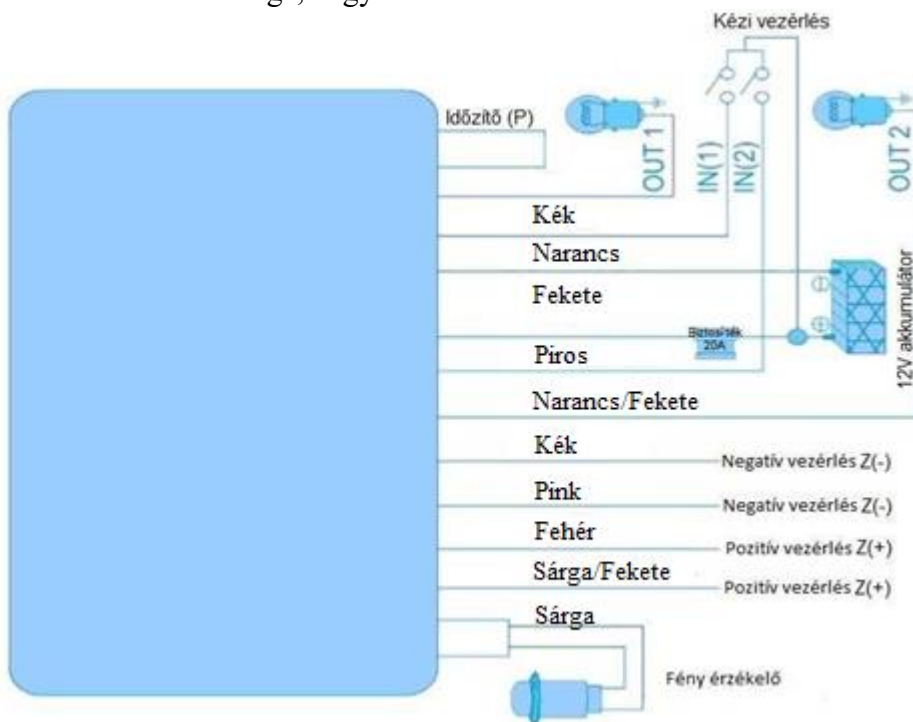 Kézi vezérlés
Időzítő (P)
OUT 1
IN(1)
IN(2)
OUT 2
Kék
Narancs
Fekete
Biztosíték
20A
12V akkumulátor
Piros
Narancs/Fekete
Kék
Negatív vezérlés Z(-)
Pink
Negatív vezérlés Z(-)
Fehér
Pozitív vezérlés Z(+)
Sárga/Fekete
Pozitív vezérlés Z(+)
Sárga
Fény érzékelő